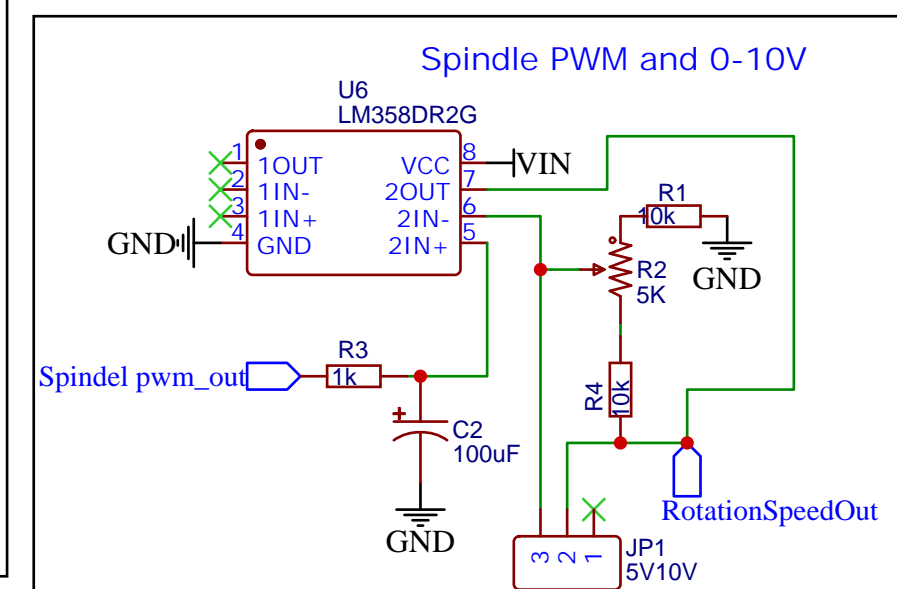 Spindle PWM and 0-10V
U6
LM358DR2G
1 1OUT VCC 8 VIN
2 1IN- 2OUT 7
3 1IN+ 2IN- 6
4 GND 2IN+ 5
GND
R1
10k
GND
R2
5K
R3
1k
Spindel pwm_out
R4
10k
C2
100uF
GND
RotationSpeedOut
3 2 1
JP1
5V10V